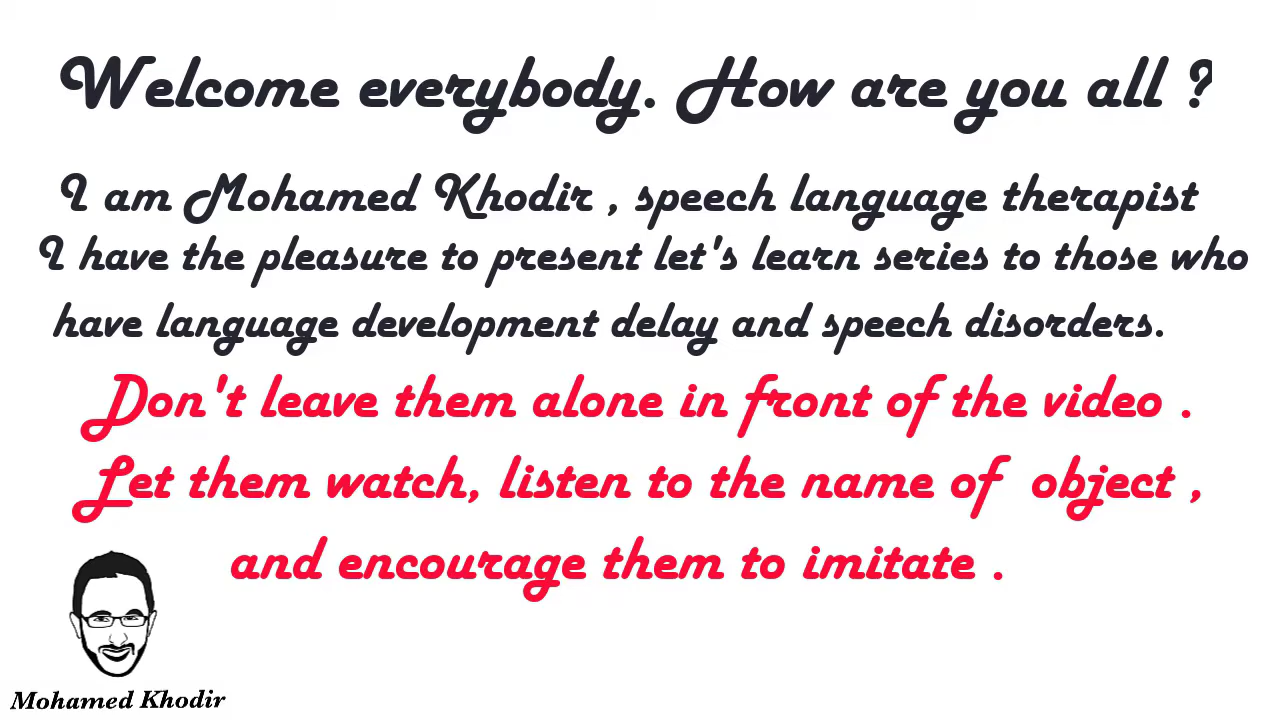 Welcome everybody. How are you all ?
I am Mohamed Khodir , speech language therapist
I have the pleasure to present let's learn series to those who
have language development delay and speech disorders.
Don't leave them alone in front of the video .
Let them watch, listen to the name of object ,
and encourage them to imitate .
Mohamed Khodir